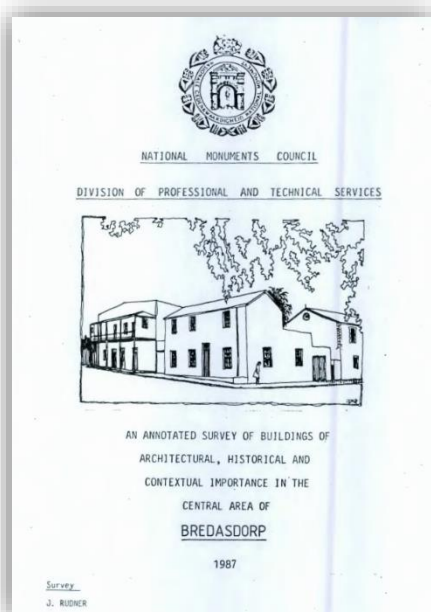 NATIONAL MONUMENTS COUNCIL
DIVISION OF PROFESSIONAL AND TECHNICAL SERVICES
AN ANNOTATED SURVEY OF BUILDINGS OF
ARCHITECTURAL, HISTORICAL AND
CONTEXTUAL IMPORTANCE IN THE
CENTRAL AREA OF
BREDASDORP
1987
Survey
J. RUDNER